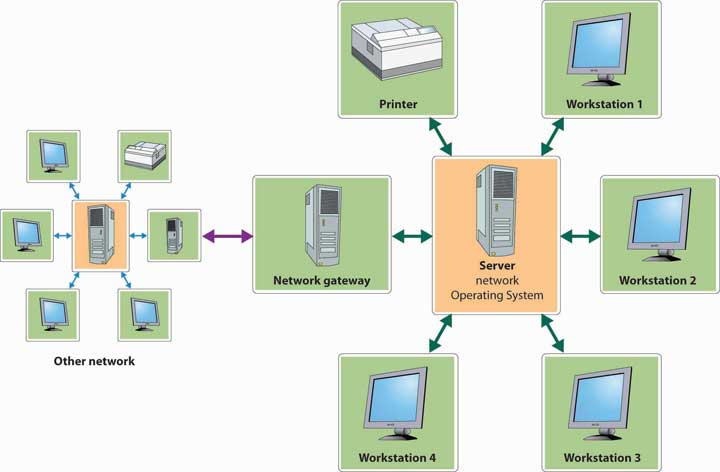 Printer
Workstation 1
Network gateway
Server
network
Operating System
Workstation 2
Other network
Workstation 4
Workstation 3